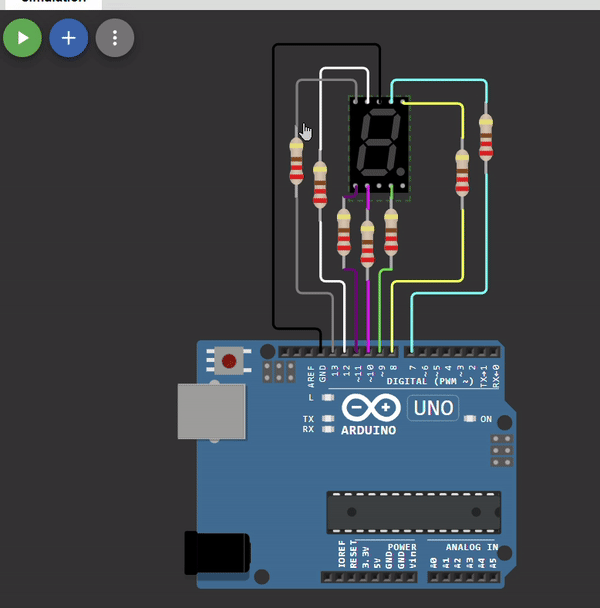 Simulation
AREF
GND
13
12
~11
~10
~9
8
7
~6
~5
4
~3
2
TX→1
RX←0
DIGITAL (PWM ~)
L
TX
RX
UNO
ON
ARDUINO
POWER
ANALOG IN
IOREF
RESET
3.3V
5V
GND
GND
Vin
A0
A1
A2
A3
A4
A5